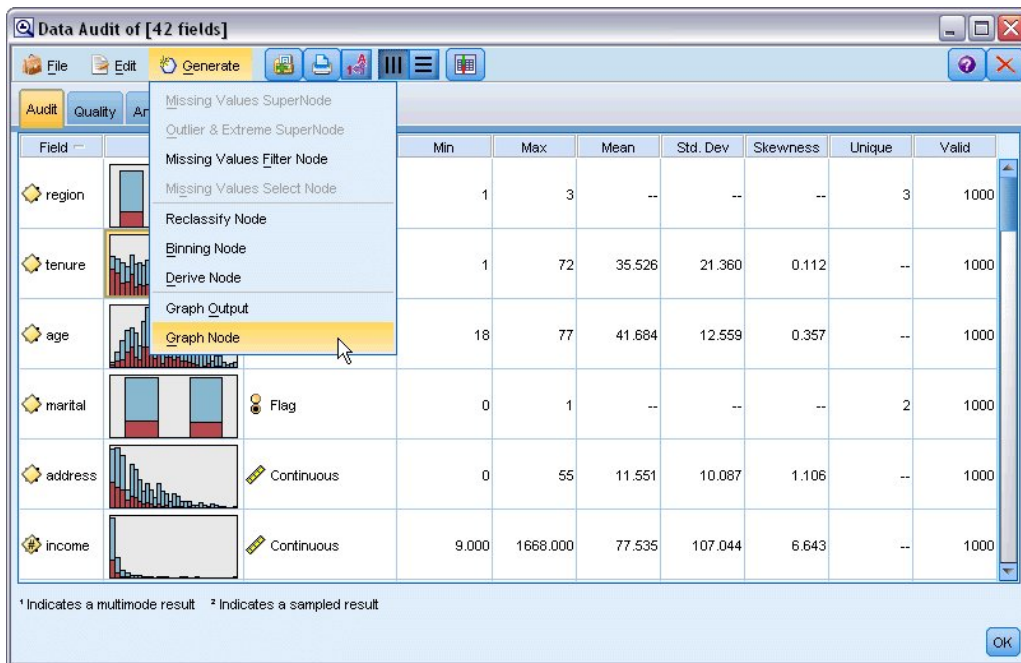 Data Audit of [42 fields]
File Edit Generate
Audit Quality An
Missing Values SuperNode
Outlier & Extreme SuperNode
Missing Values Filter Node
Missing Values Select Node
Reclassify Node
Binning Node
Derive Node
Graph Output
Graph Node
Field Min Max Mean Std. Dev Skewness Unique Valid
region 1 3 -- -- -- 3 1000
tenure 1 72 35.526 21.360 0.112 -- 1000
age 18 77 41.684 12.559 0.357 -- 1000
marital Flag 0 1 -- -- -- 2 1000
address Continuous 0 55 11.551 10.087 1.106 -- 1000
income Continuous 9.000 1668.000 77.535 107.044 6.643 -- 1000
¹ Indicates a multimode result ² Indicates a sampled result
OK